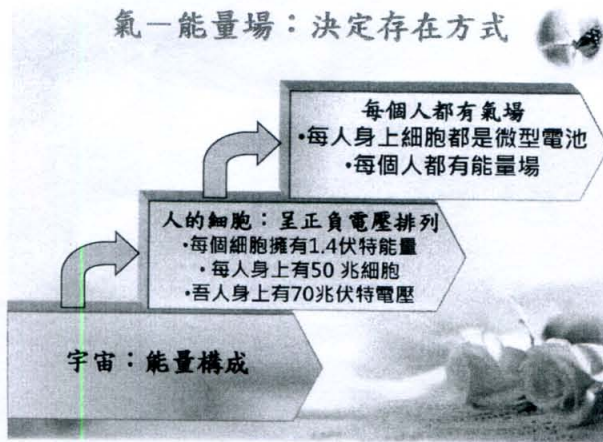 氣－能量場：決定存在方式
每個人都有氣場
•每人身上細胞都是微型電池
•每個人都有能量場
人的細胞：呈正負電壓排列
•每個細胞擁有1.4伏特能量
•每人身上有50 兆細胞
•吾人身上有70兆伏特電壓
宇宙：能量構成